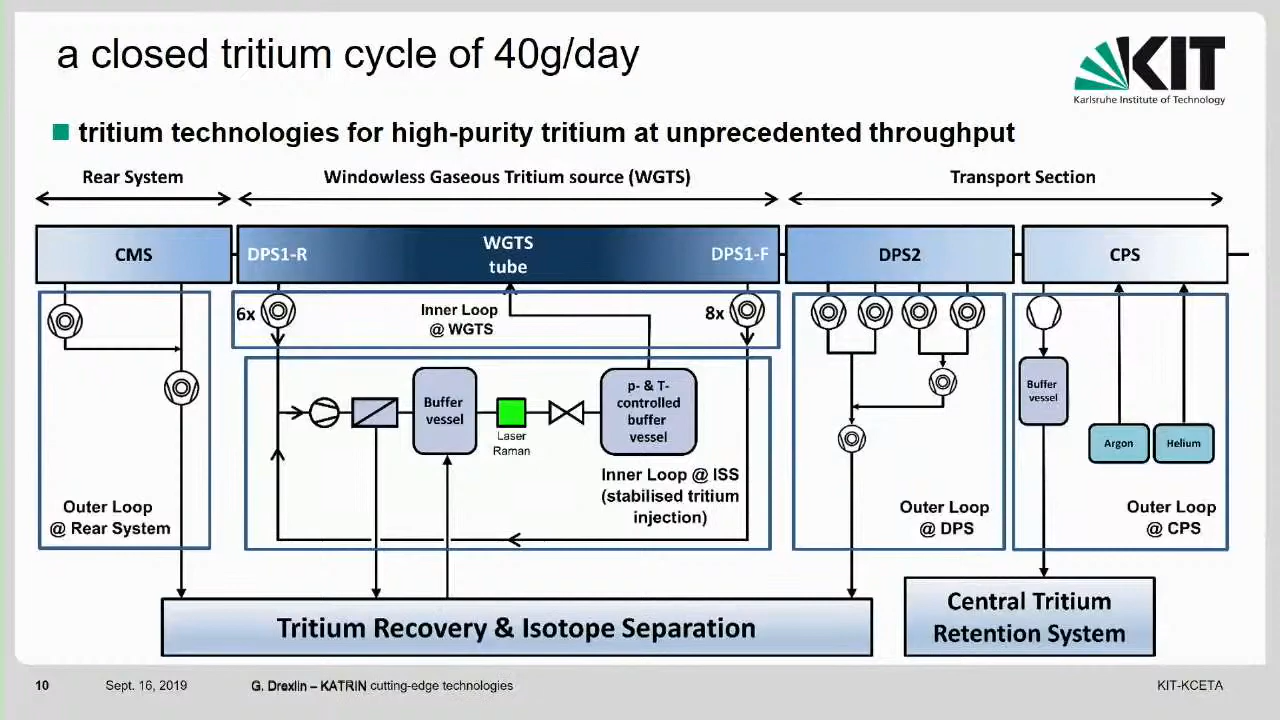 a closed tritium cycle of 40g/day
KIT
Karlsruhe Institute of Technology
tritium technologies for high-purity tritium at unprecedented throughput
Rear System
Windowless Gaseous Tritium source (WGTS)
Transport Section
CMS
DPS1-R
WGTS
tube
DPS1-F
DPS2
CPS
6x
Inner Loop
@ WGTS
8x
Buffer
vessel
Laser
Raman
p- & T-
controlled
buffer
vessel
Buffer
vessel
Argon
Helium
Inner Loop @ ISS
(stabilised tritium
injection)
Outer Loop
@ Rear System
Outer Loop
@ DPS
Outer Loop
@ CPS
Tritium Recovery & Isotope Separation
Central Tritium
Retention System
10
Sept. 16, 2019
G. Drexlin – KATRIN cutting-edge technologies
KIT-KCETA